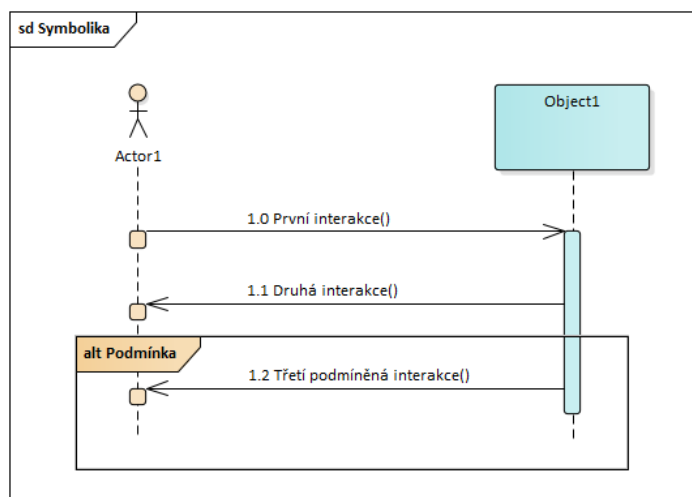 sd Symbolika
Object1
Actor1
1.0 První interakce()
1.1 Druhá interakce()
alt Podmínka
1.2 Třetí podmíněná interakce()